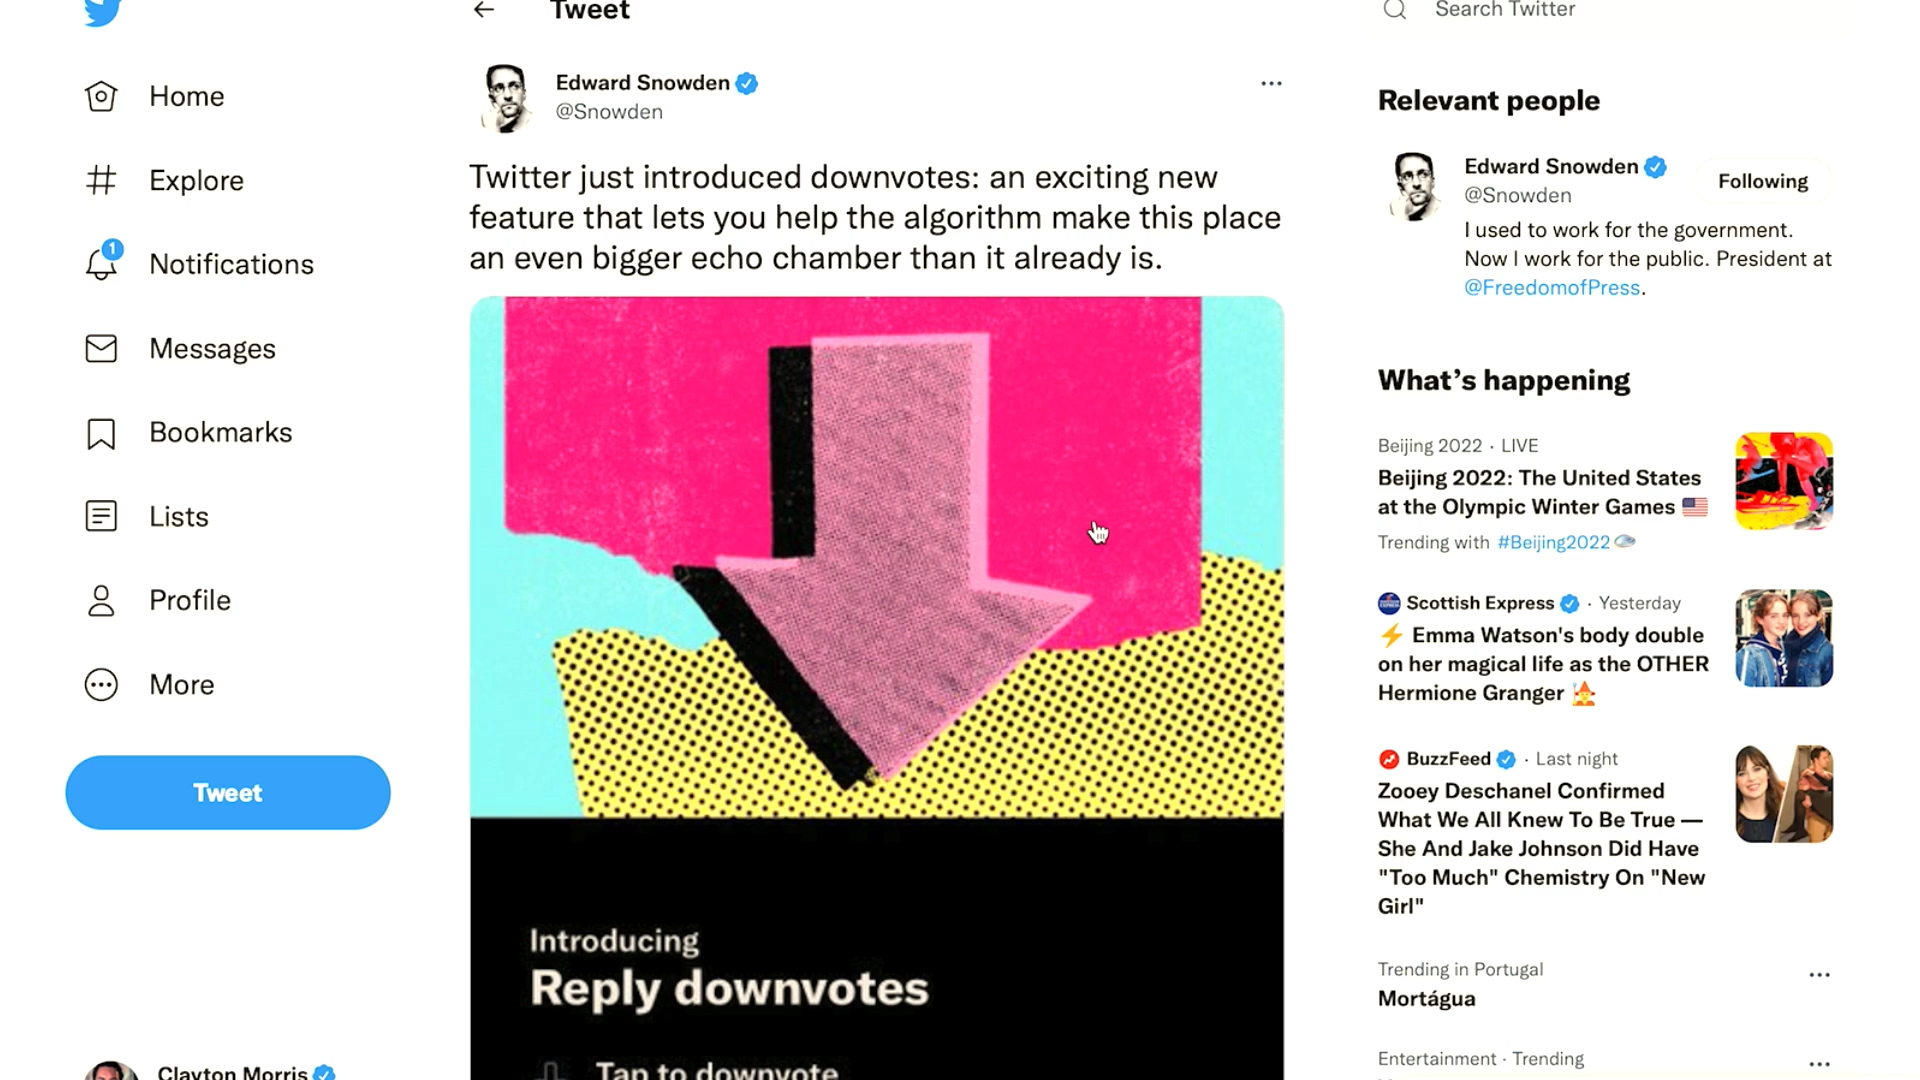 Tweet
Search Twitter
Home
Explore
1
Notifications
Messages
Bookmarks
Lists
Profile
More
Tweet
Clayton Morris
Edward Snowden
@Snowden
Twitter just introduced downvotes: an exciting new
feature that lets you help the algorithm make this place
an even bigger echo chamber than it already is.
Introducing
Reply downvotes
Tap to downvote
Relevant people
Edward Snowden
@Snowden
Following
I used to work for the government.
Now I work for the public. President at
@FreedomofPress.
What’s happening
Beijing 2022 · LIVE
Beijing 2022: The United States
at the Olympic Winter Games 🇺🇸
Trending with #Beijing2022
Scottish Express · Yesterday
⚡ Emma Watson's body double
on her magical life as the OTHER
Hermione Granger
BuzzFeed · Last night
Zooey Deschanel Confirmed
What We All Knew To Be True —
She And Jake Johnson Did Have
"Too Much" Chemistry On "New
Girl"
Trending in Portugal
Mortágua
Entertainment · Trending